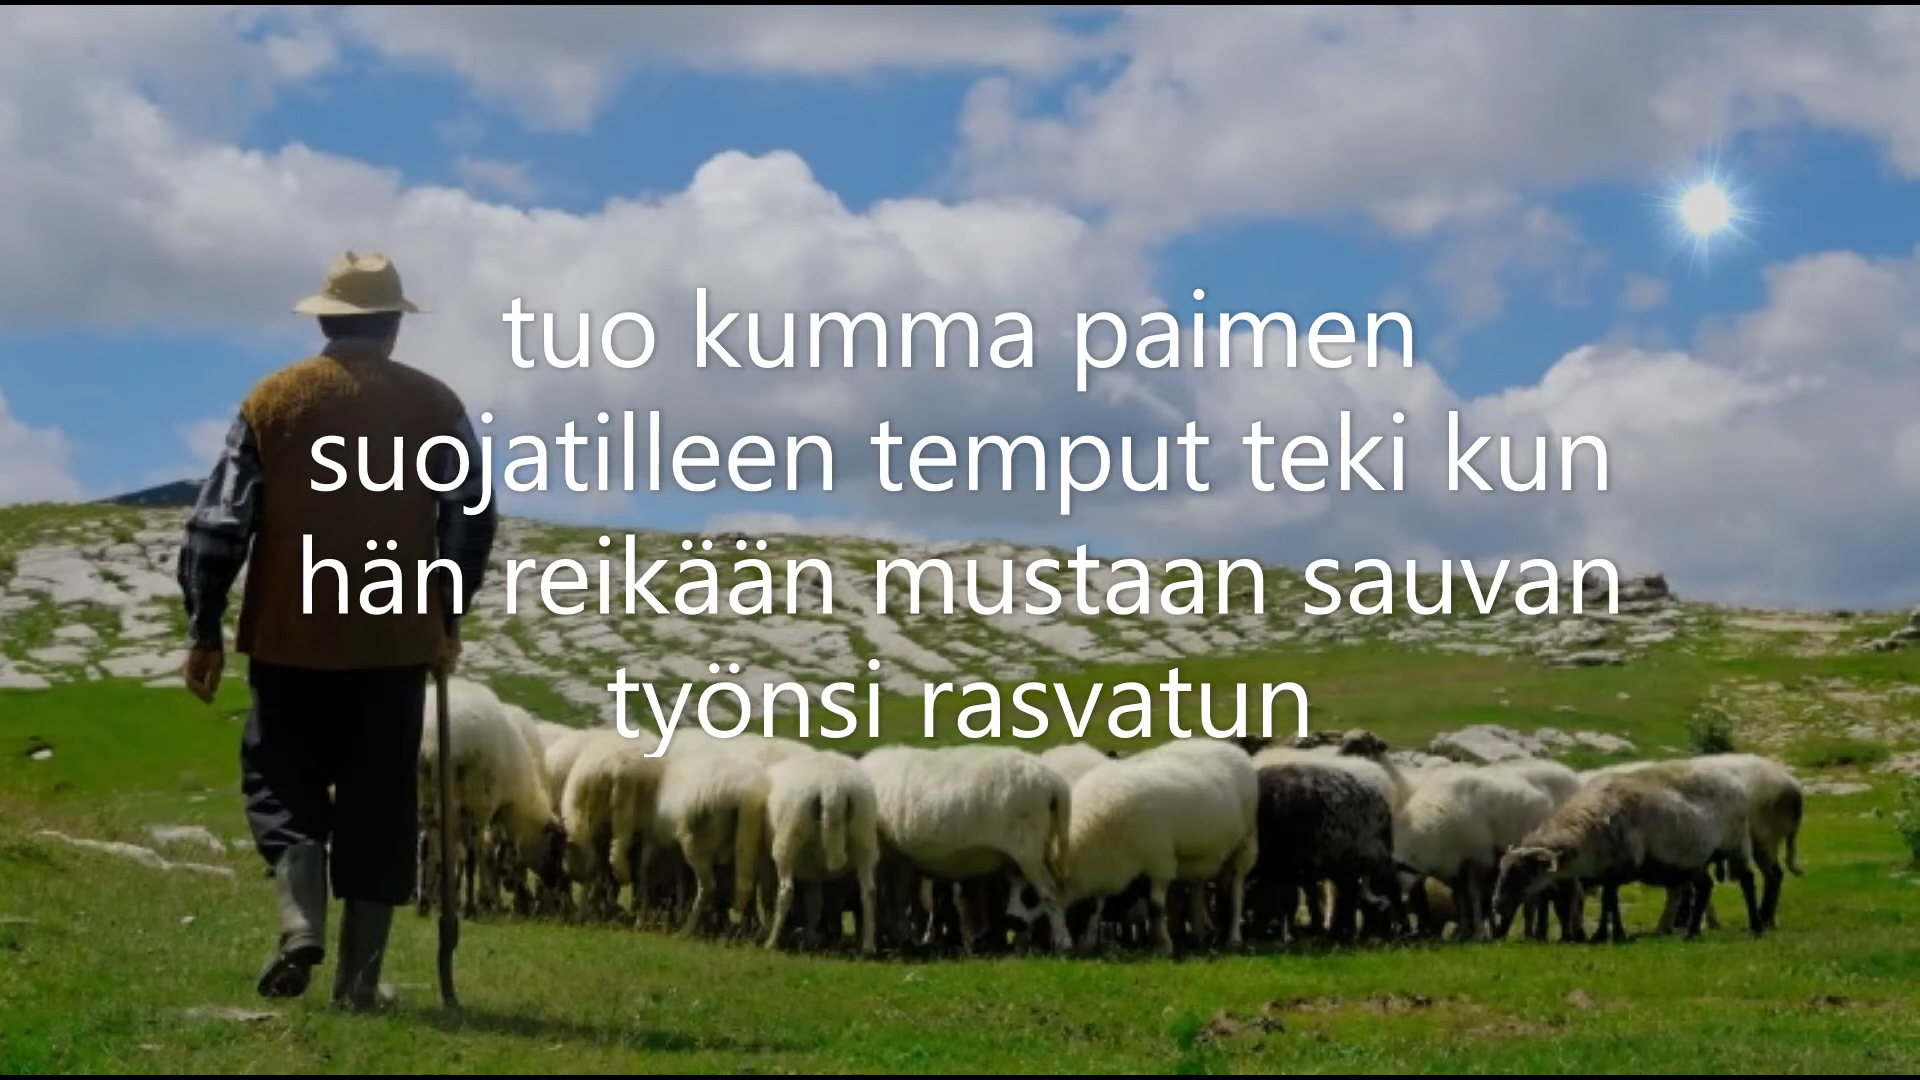 tuo kumma paimen
suojatilleen temput teki kun
hän reikään mustaan sauvan
työnsi rasvatun